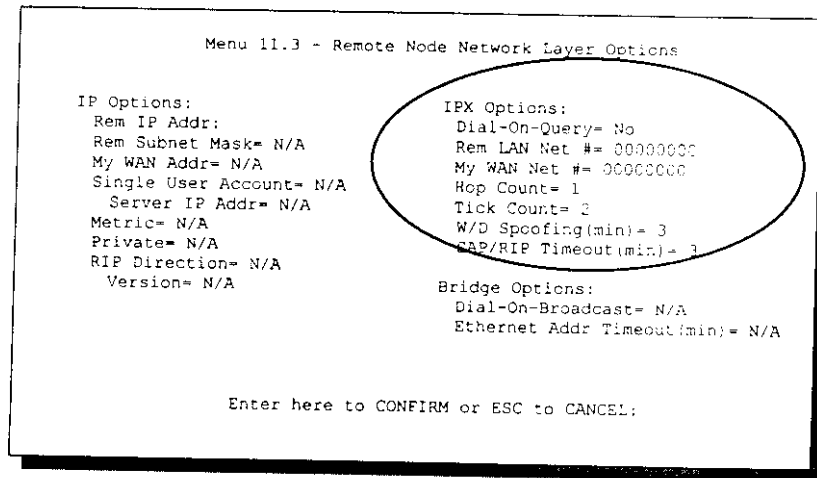 Menu 11.3 - Remote Node Network Layer Options
IP Options:
Rem IP Addr:
Rem Subnet Mask= N/A
My WAN Addr= N/A
Single User Account= N/A
Server IP Addr= N/A
Metric= N/A
Private= N/A
RIP Direction= N/A
Version= N/A
IPX Options:
Dial-On-Query= No
Rem LAN Net #= 00000000
My WAN Net #= 00000000
Hop Count= 1
Tick Count= 2
W/D Spoofing(min)= 3
SAP/RIP Timeout(min)= 3
Bridge Options:
Dial-On-Broadcast= N/A
Ethernet Addr Timeout(min)= N/A
Enter here to CONFIRM or ESC to CANCEL: